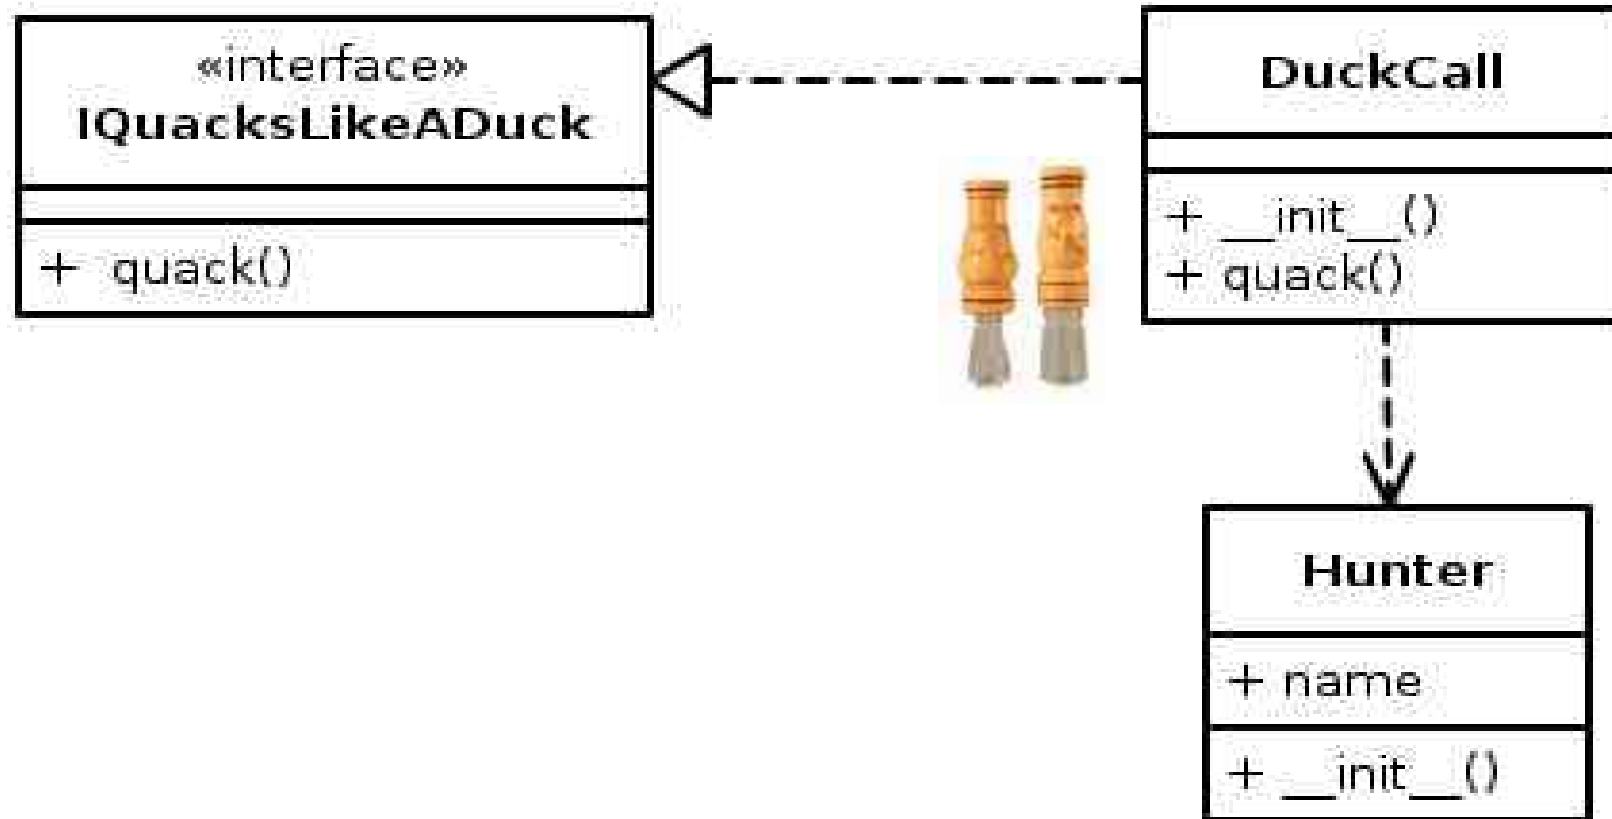 «interface»
IQuacksLikeADuck
+ quack()
DuckCall
+ __init__()
+ quack()
Hunter
+ name
+ __init__()